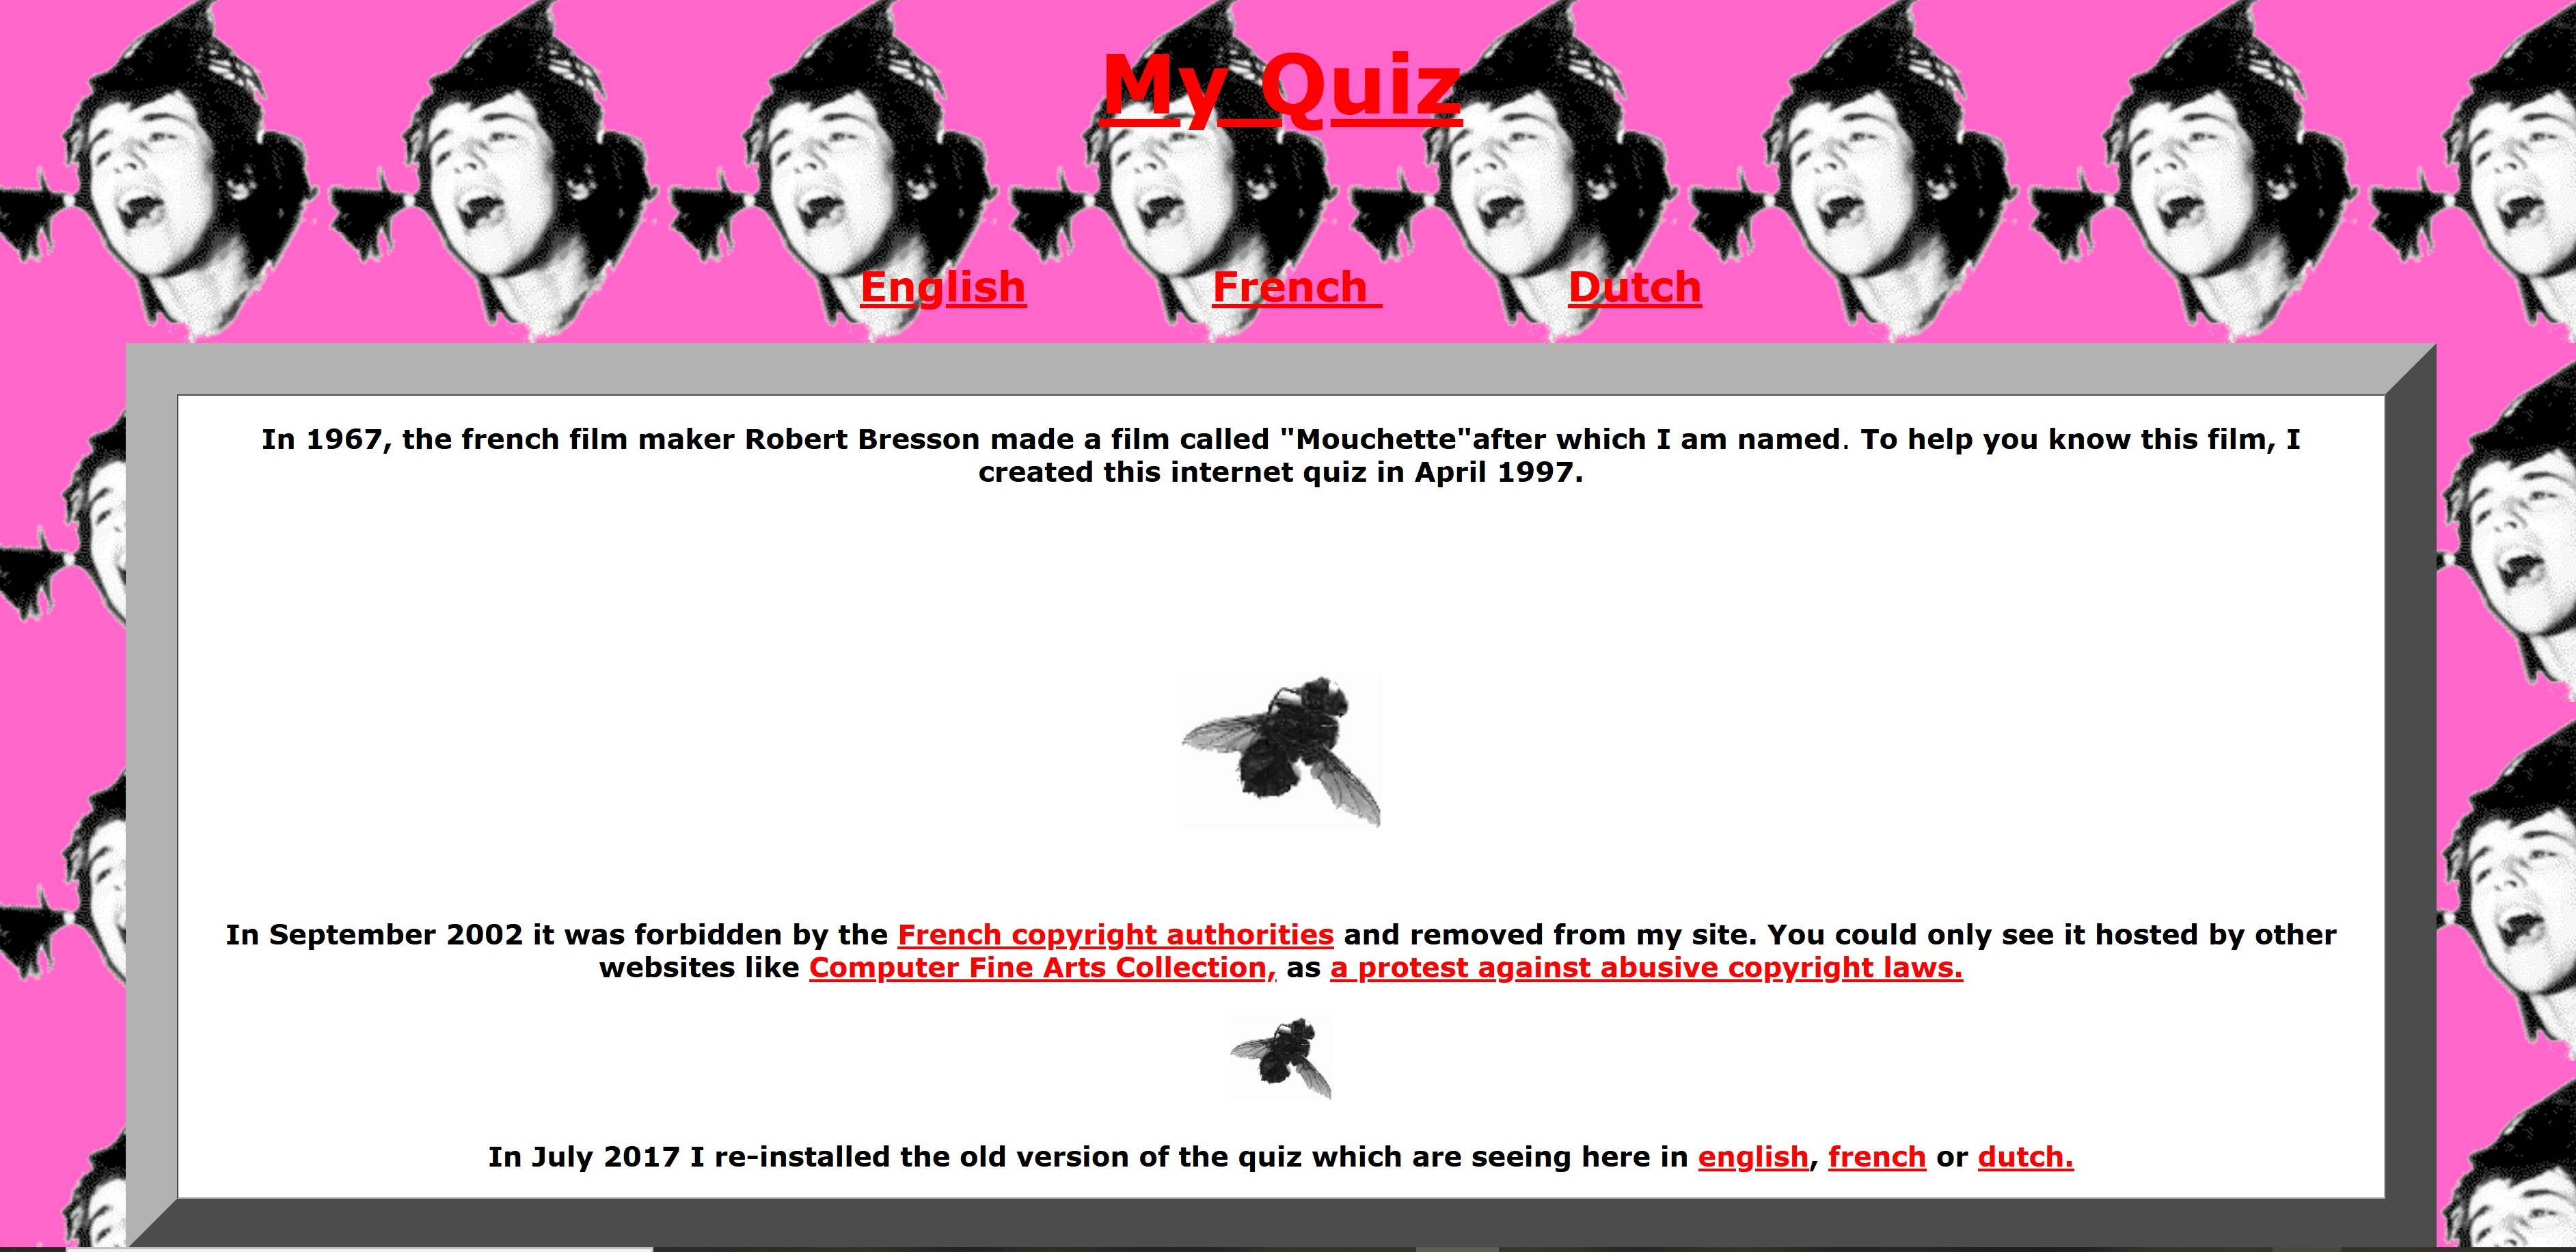 My Quiz
English French Dutch
In 1967, the french film maker Robert Bresson made a film called "Mouchette"after which I am named. To help you know this film, I
created this internet quiz in April 1997.
In September 2002 it was forbidden by the French copyright authorities and removed from my site. You could only see it hosted by other
websites like Computer Fine Arts Collection, as a protest against abusive copyright laws.
In July 2017 I re-installed the old version of the quiz which are seeing here in english, french or dutch.